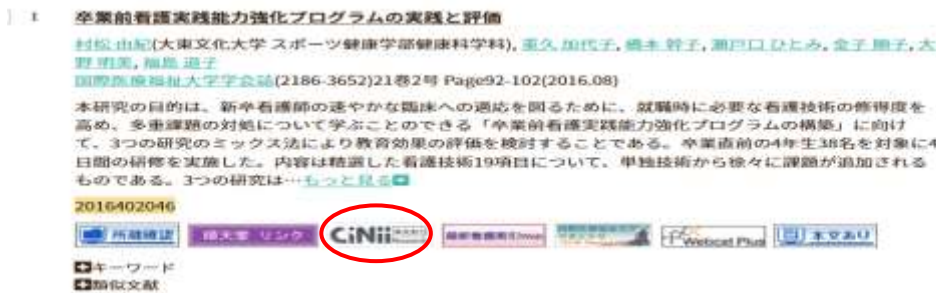 1 卒業前看護実践能力強化プログラムの実践と評価
村松 由紀(大東文化大学 スポーツ健康学部健康科学科), 重久 加代子, 橋本 幹子, 瀬戸口 ひとみ, 金子 順子, 大
野 明美, 福島 道子
国際医療福祉大学学会誌(2186-3652)21巻2号 Page92-102(2016.08)
本研究の目的は、新卒看護師の速やかな臨床への適応を図るために、就職時に必要な看護技術の修得度を
高め、多重課題の対処について学ぶことのできる「卒業前看護実践能力強化プログラムの構築」に向け
て、3つの研究のミックス法により教育効果の評価を検討することである。卒業直前の4年生38名を対象に4
日間の研修を実施した。内容は精選した看護技術19項目について、単独技術から徐々に課題が追加される
ものである。3つの研究は…もっと見る
2016402046
所蔵確認 順天堂 リンク CiNii Webcat Plus 本文あり
キーワード
類似文献